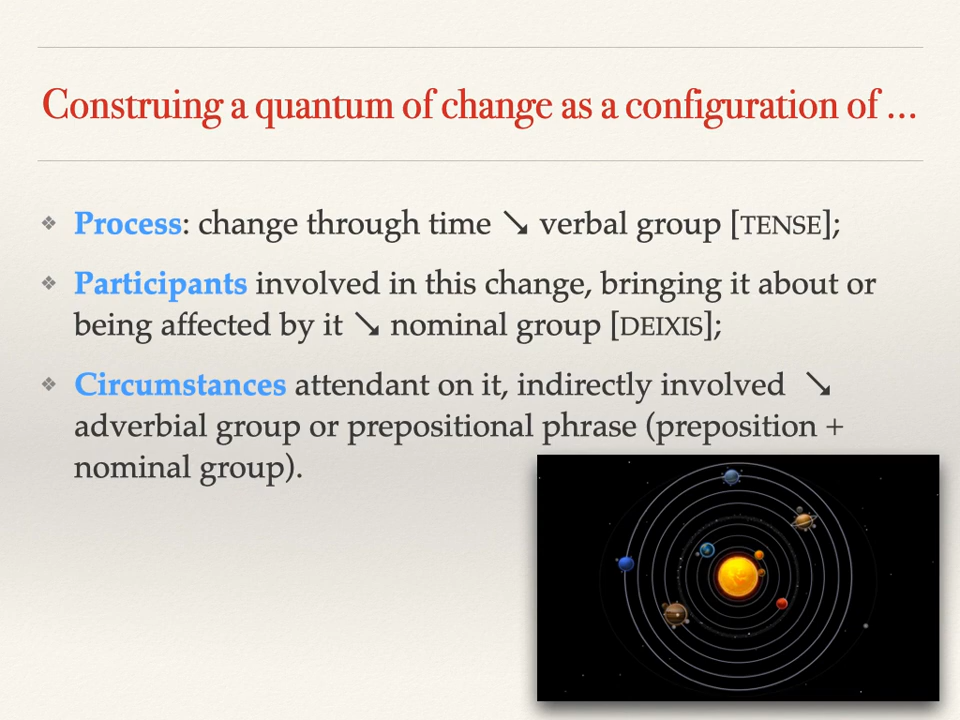 Construing a quantum of change as a configuration of ...
❖ Process: change through time ↘ verbal group [TENSE];
❖ Participants involved in this change, bringing it about or
being affected by it ↘ nominal group [DEIXIS];
❖ Circumstances attendant on it, indirectly involved ↘
adverbial group or prepositional phrase (preposition +
nominal group).